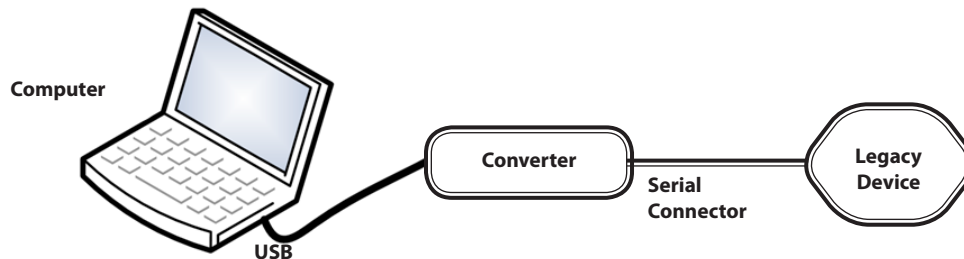 Computer
Converter
Legacy
Device
Serial
Connector
USB